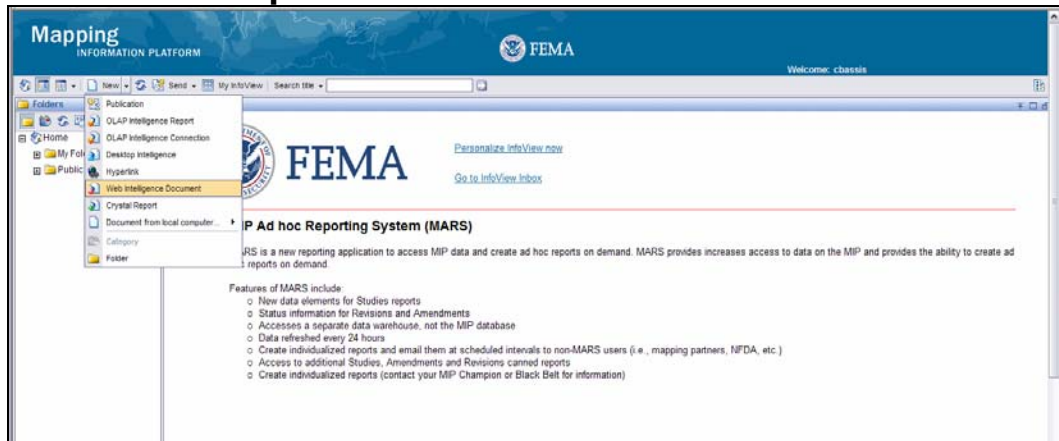 Mapping
INFORMATION PLATFORM
FEMA
Welcome: cbassis
New Send My InfoView Search title
Folders
Home
My Fol
Public
Publication
OLAP Intelligence Report
OLAP Intelligence Connection
Desktop Intelligence
Hyperlink
Web Intelligence Document
Crystal Report
Document from local computer...
Category
Folder
FEMA
Personalize InfoView now
Go to InfoView Inbox
P Ad hoc Reporting System (MARS)
RS is a new reporting application to access MIP data and create ad hoc reports on demand. MARS provides increases access to data on the MIP and provides the ability to create ad
reports on demand.
Features of MARS include:
o New data elements for Studies reports
o Status information for Revisions and Amendments
o Accesses a separate data warehouse, not the MIP database
o Data refreshed every 24 hours
o Create individualized reports and email them at scheduled intervals to non-MARS users (i.e., mapping partners, NFDA, etc.)
o Access to additional Studies, Amendments and Revisions canned reports
o Create individualized reports (contact your MIP Champion or Black Belt for information)